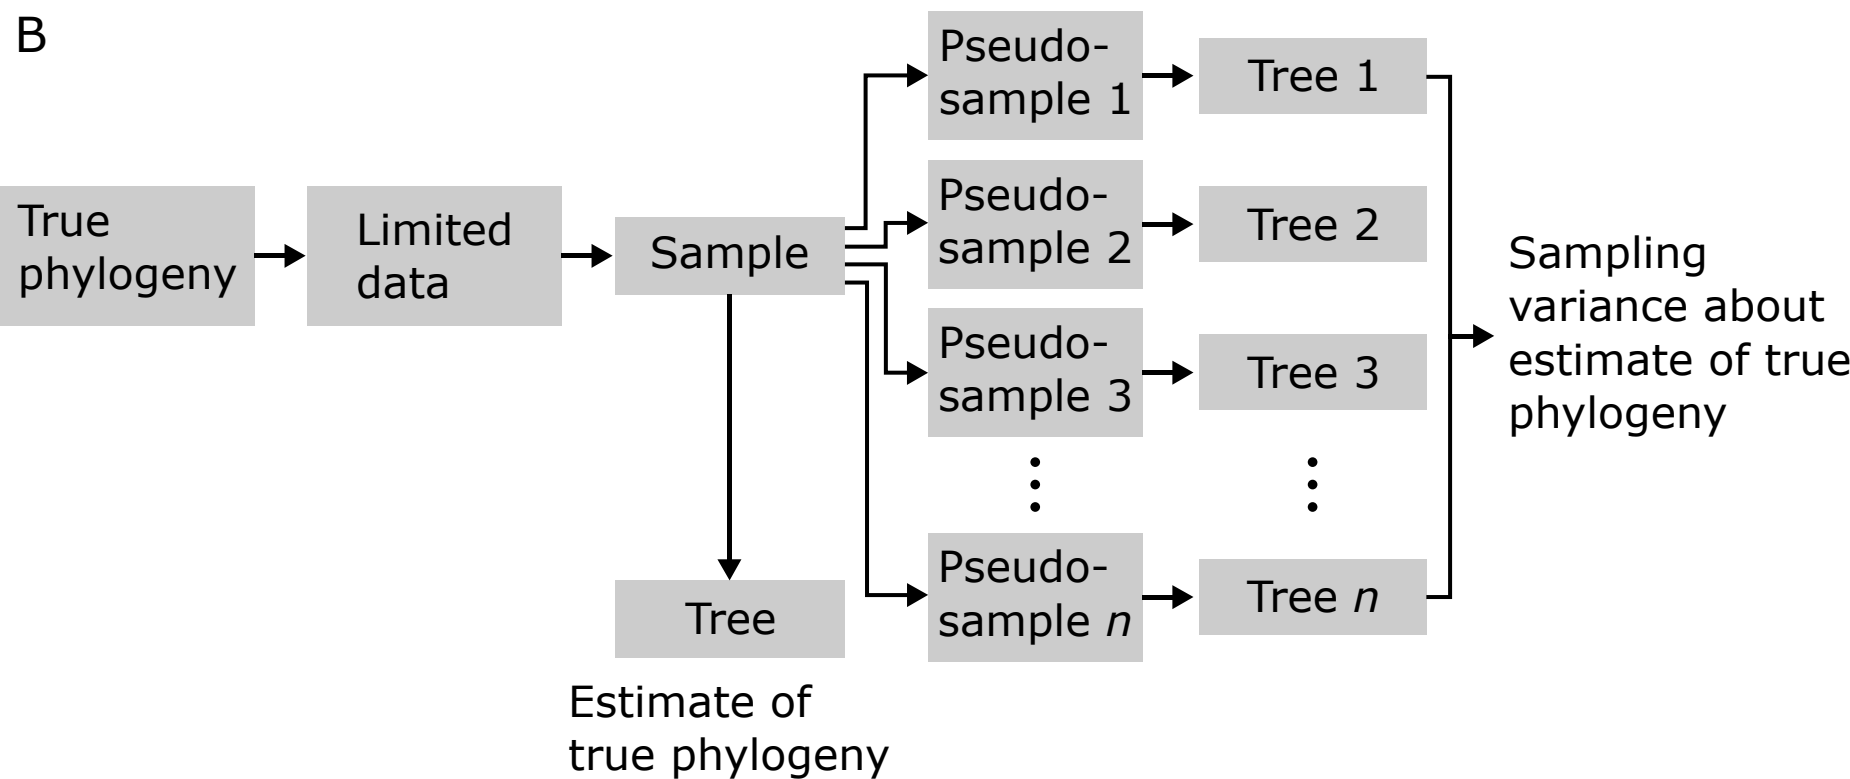 B
True
phylogeny
Limited
data
Sample
Tree
Estimate of
true phylogeny
Pseudo-
sample 1
Tree 1
Pseudo-
sample 2
Tree 2
Pseudo-
sample 3
Tree 3
Pseudo-
sample n
Tree n
Sampling
variance about
estimate of true
phylogeny